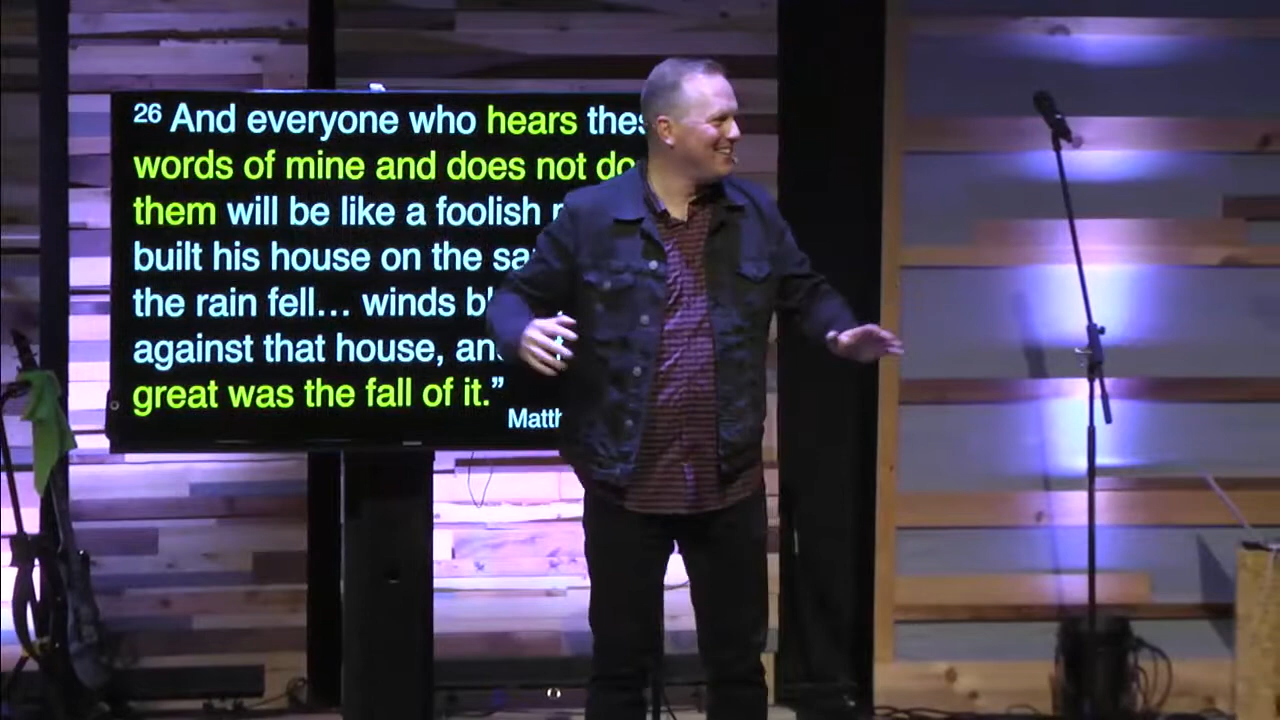 26 And everyone who hears thes
words of mine and does not do
them will be like a foolish
built his house on the sa
the rain fell... winds bl
against that house, an
great was the fall of it.”
Matth